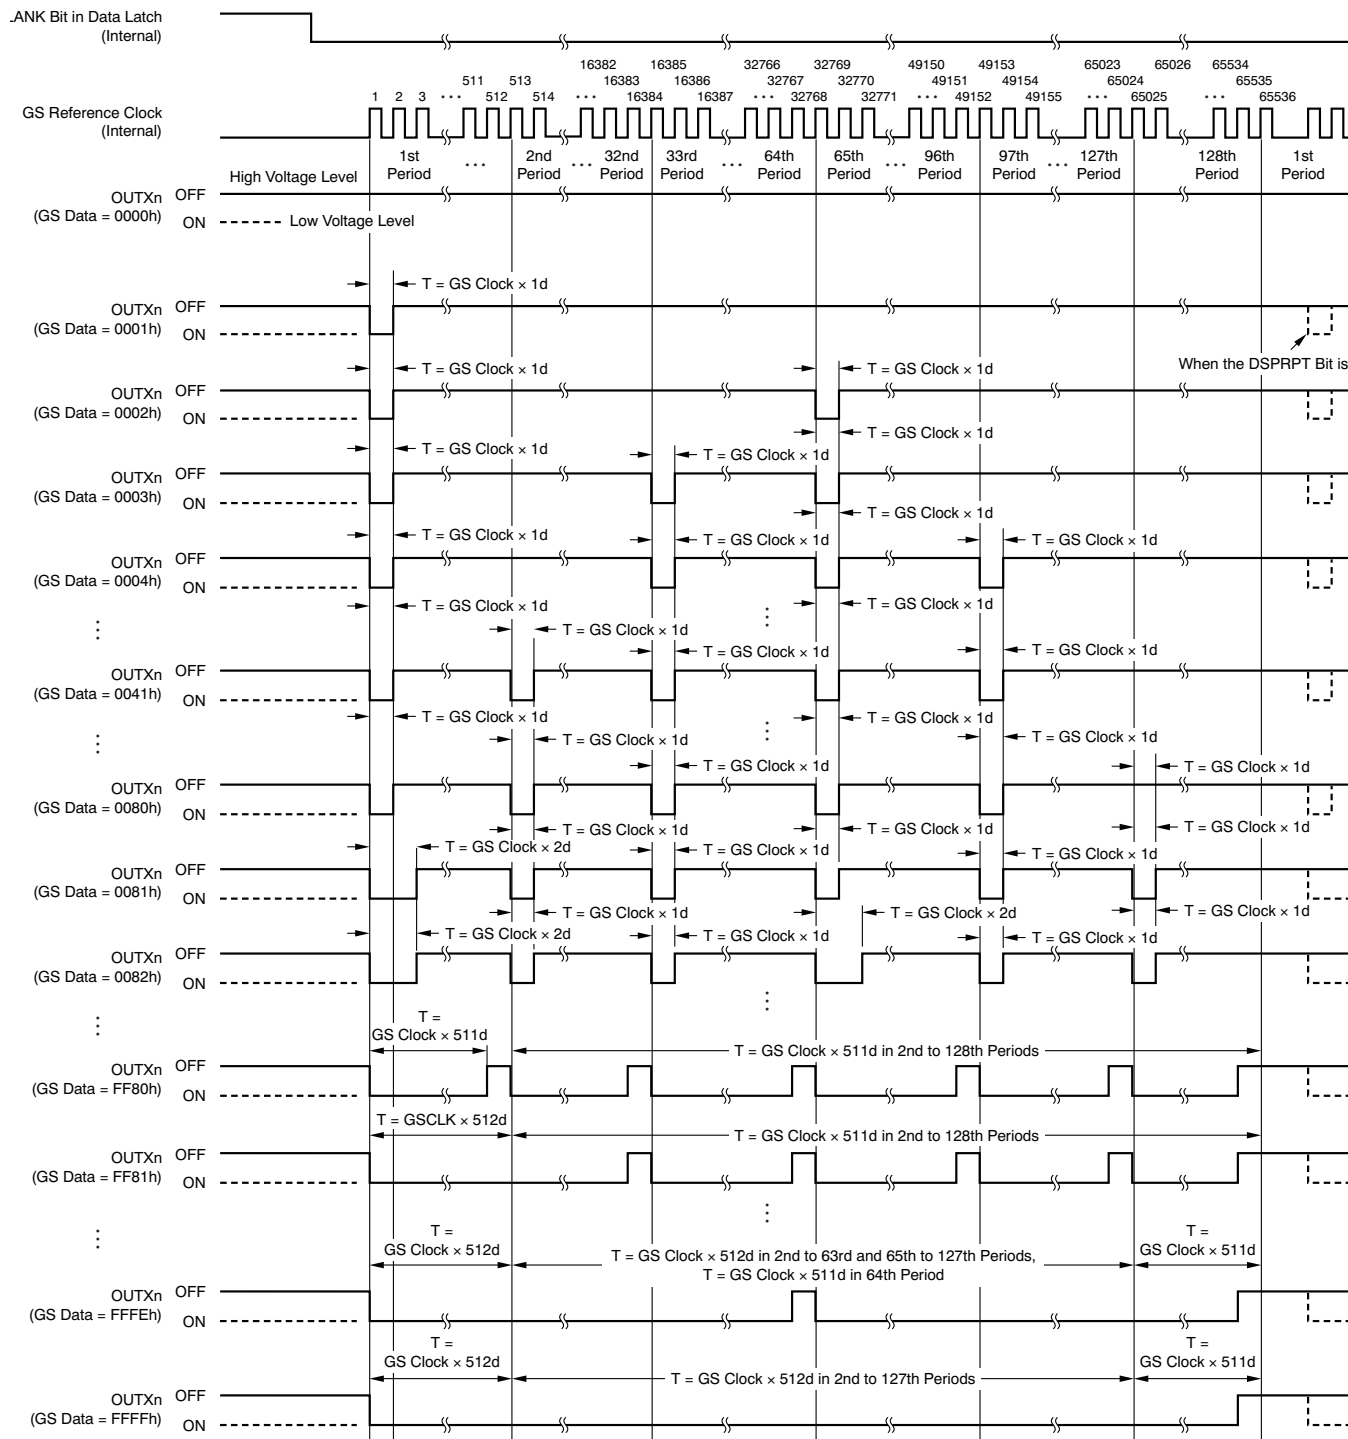 .ANK Bit in Data Latch
(Internal)
16382 16385 32766 32769 49150 49153 65023 65026 65534
511 513 16383 16386 32767 32770 49151 49154 65024 65535
1 2 3 ··· 512 514 ··· 16384 16387 ··· 32768 32771 ··· 49152 49155 ··· 65025 ··· 65536
GS Reference Clock
(Internal)
1st Period ··· 2nd Period ··· 32nd Period 33rd Period ··· 64th Period 65th Period ··· 96th Period 97th Period ··· 127th Period 128th Period 1st Period
High Voltage Level
OUTXn OFF
(GS Data = 0000h) ON
Low Voltage Level
T = GS Clock × 1d
OUTXn OFF
(GS Data = 0001h) ON
When the DSPRPT Bit is
T = GS Clock × 1d T = GS Clock × 1d
OUTXn OFF
(GS Data = 0002h) ON
T = GS Clock × 1d
T = GS Clock × 1d T = GS Clock × 1d
OUTXn OFF
(GS Data = 0003h) ON
T = GS Clock × 1d
T = GS Clock × 1d T = GS Clock × 1d T = GS Clock × 1d
OUTXn OFF
(GS Data = 0004h) ON
T = GS Clock × 1d T = GS Clock × 1d
T = GS Clock × 1d
T = GS Clock × 1d T = GS Clock × 1d
OUTXn OFF
(GS Data = 0041h) ON
T = GS Clock × 1d T = GS Clock × 1d
T = GS Clock × 1d T = GS Clock × 1d
T = GS Clock × 1d T = GS Clock × 1d
OUTXn OFF
(GS Data = 0080h) ON
T = GS Clock × 1d T = GS Clock × 1d T = GS Clock × 1d
T = GS Clock × 2d T = GS Clock × 1d T = GS Clock × 1d
OUTXn OFF
(GS Data = 0081h) ON
T = GS Clock × 1d T = GS Clock × 2d T = GS Clock × 1d
T = GS Clock × 2d T = GS Clock × 1d T = GS Clock × 1d
OUTXn OFF
(GS Data = 0082h) ON
T =
GS Clock × 511d
T = GS Clock × 511d in 2nd to 128th Periods
OUTXn OFF
(GS Data = FF80h) ON
T = GSCLK × 512d
T = GS Clock × 511d in 2nd to 128th Periods
OUTXn OFF
(GS Data = FF81h) ON
T =
GS Clock × 512d
T = GS Clock × 512d in 2nd to 63rd and 65th to 127th Periods,
T = GS Clock × 511d in 64th Period
T =
GS Clock × 511d
OUTXn OFF
(GS Data = FFFEh) ON
T =
GS Clock × 512d
T = GS Clock × 512d in 2nd to 127th Periods
T =
GS Clock × 511d
OUTXn OFF
(GS Data = FFFFh) ON